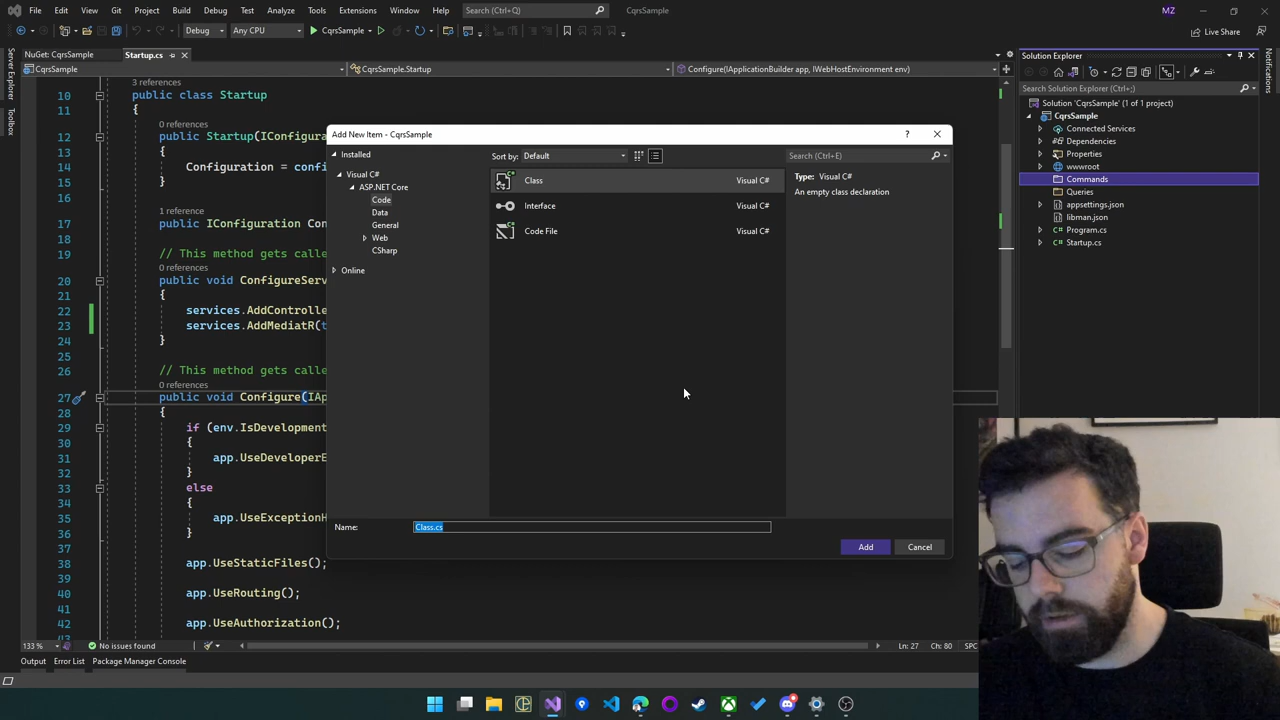 File Edit View Git Project Build Debug Test Analyze Tools Extensions Window Help Search (Ctrl+Q) CqrsSample MZ
Debug Any CPU CqrsSample Live Share
NuGet: CqrsSample Startup.cs
CqrsSample CqrsSample.Startup Configure(IApplicationBuilder app, IWebHostEnvironment env)
Server Explorer
Toolbox
3 references
10 public class Startup
11 {
0 references
12 public Startup(IConfigura
13 {
14 Configuration = conf
15 }
16
1 reference
17 public IConfiguration Con
18
19 // This method gets calle
0 references
20 public void ConfigureServ
21 {
22 services.AddControlle
23 services.AddMediatR(t
24 }
25
26 // This method gets calle
0 references
27 public void Configure(IAp
28 {
29 if (env.IsDevelopment
30 {
31 app.UseDeveloperE
32 }
33 else
34 {
35 app.UseExceptionH
36 }
37
38 app.UseStaticFiles();
39
40 app.UseRouting();
41
42 app.UseAuthorization();
43
133 % No issues found Ln: 27 Ch: 80 SPC
Output Error List Package Manager Console
Add New Item - CqrsSample ?
Installed
Visual C#
ASP.NET Core
Code
Data
General
Web
CSharp
Online
Sort by: Default
Class Visual C#
Interface Visual C#
Code File Visual C#
Search (Ctrl+E)
Type: Visual C#
An empty class declaration
Name: Class.cs
Add Cancel
Solution Explorer
Search Solution Explorer (Ctrl+;)
Solution 'CqrsSample' (1 of 1 project)
CqrsSample
Connected Services
Dependencies
Properties
wwwroot
Commands
Queries
appsettings.json
libman.json
Program.cs
Startup.cs
Notifications